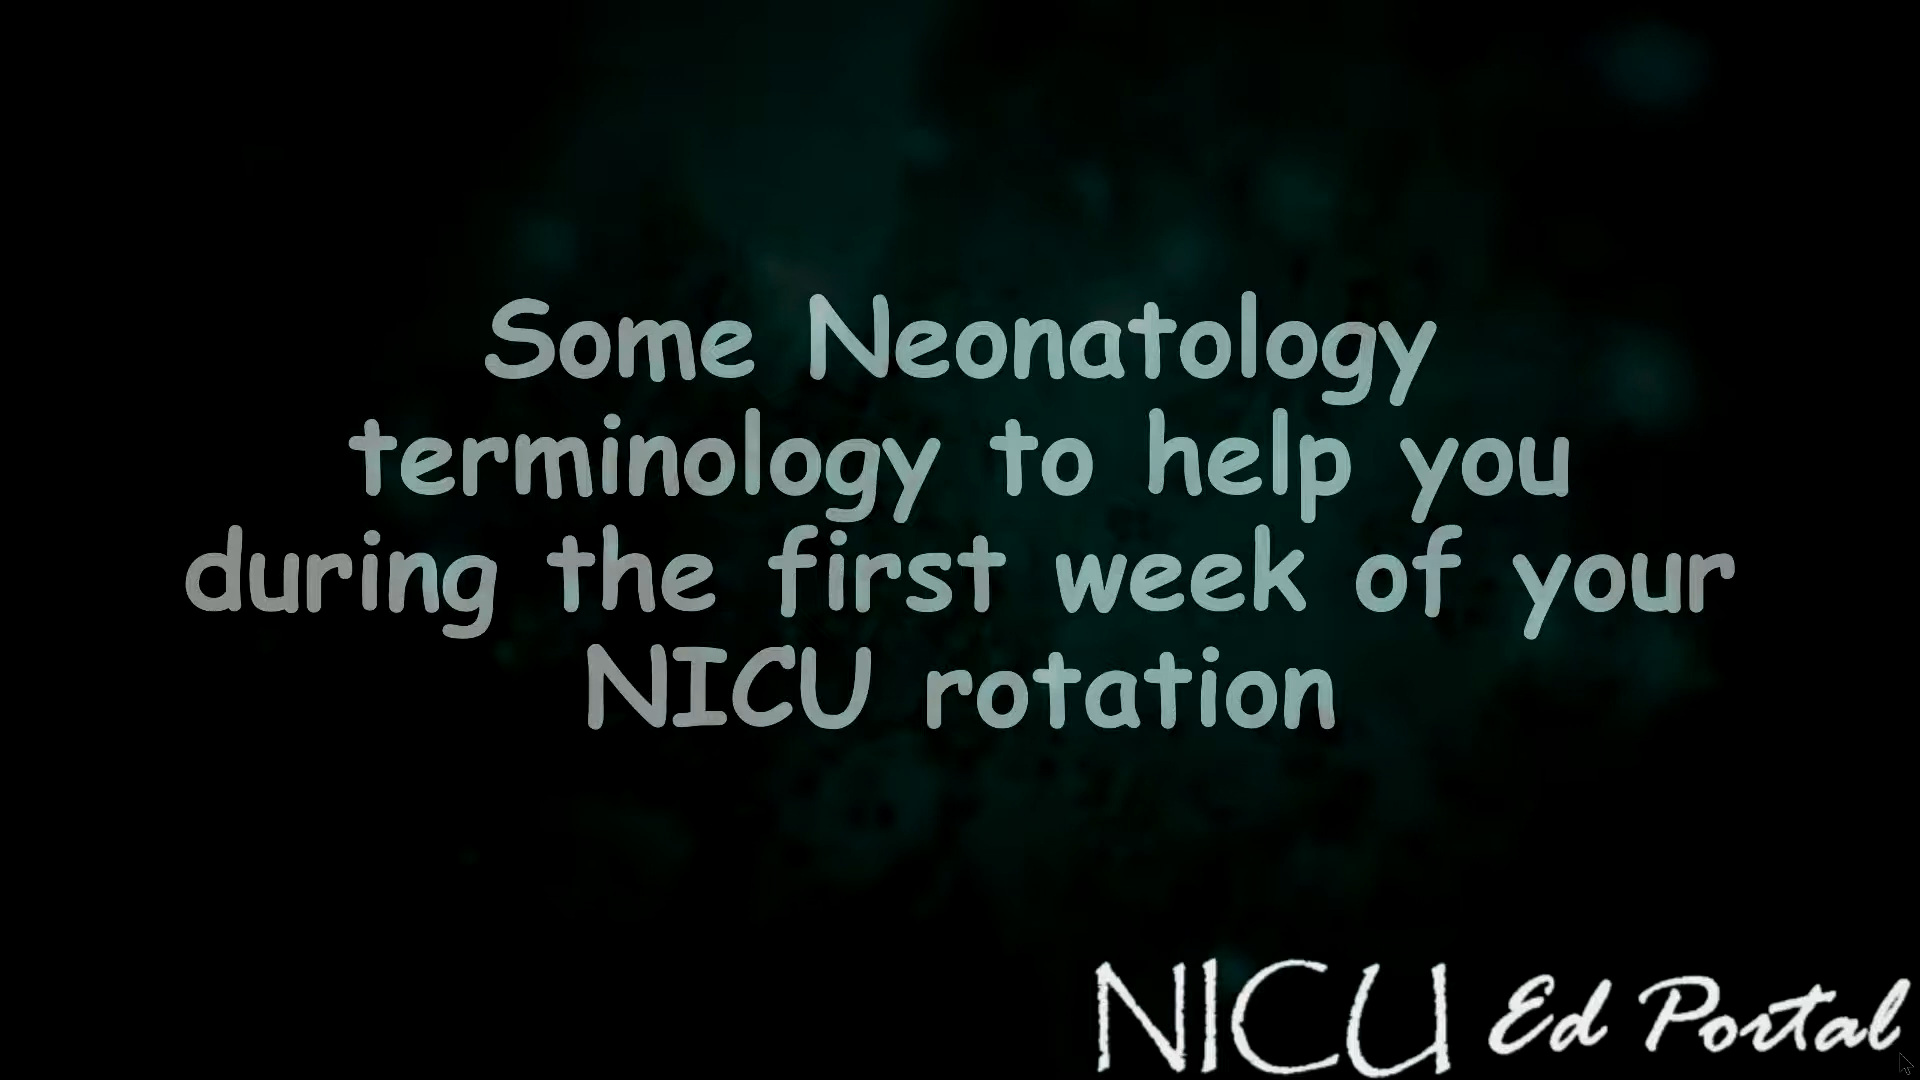 Some Neonatology
terminology to help you
during the first week of your
NICU rotation
NICU Ed Portal